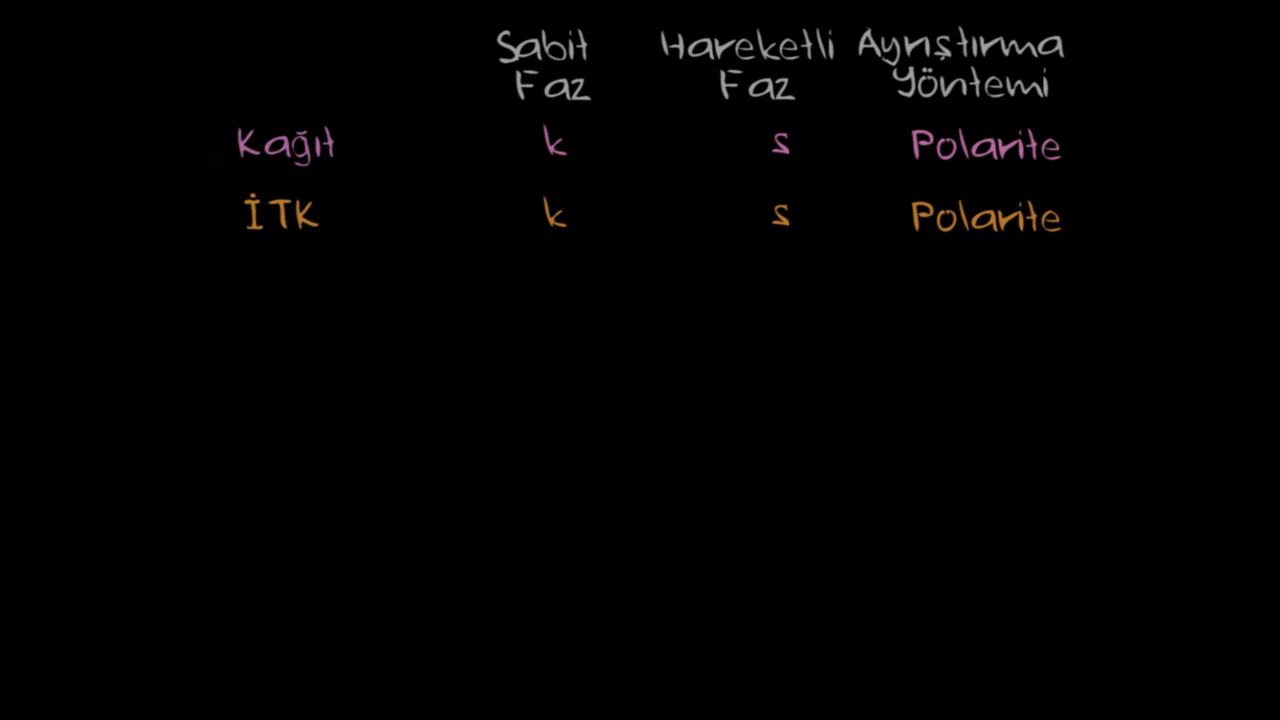 Sabit Hareketli Ayrıştırma
Faz Faz Yöntemi
Kağıt k s Polarite
İTK k s Polarite